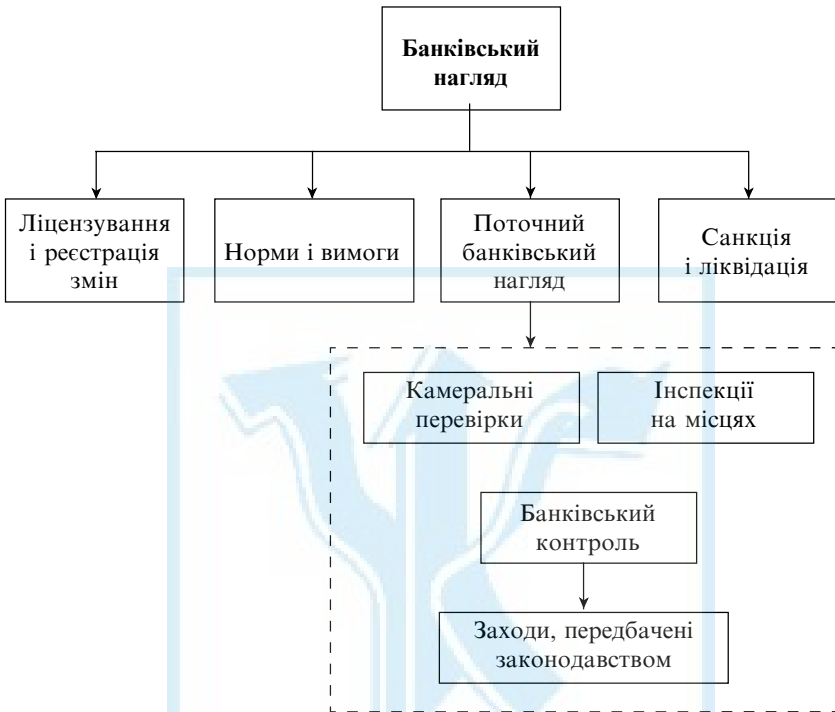 Банківський
нагляд
Ліцензування
і реєстрація
змін
Норми і вимоги
Поточний
банківський
нагляд
Санкція
і ліквідація
Камеральні
перевірки
Інспекції
на місцях
Банківський
контроль
Заходи, передбачені
законодавством